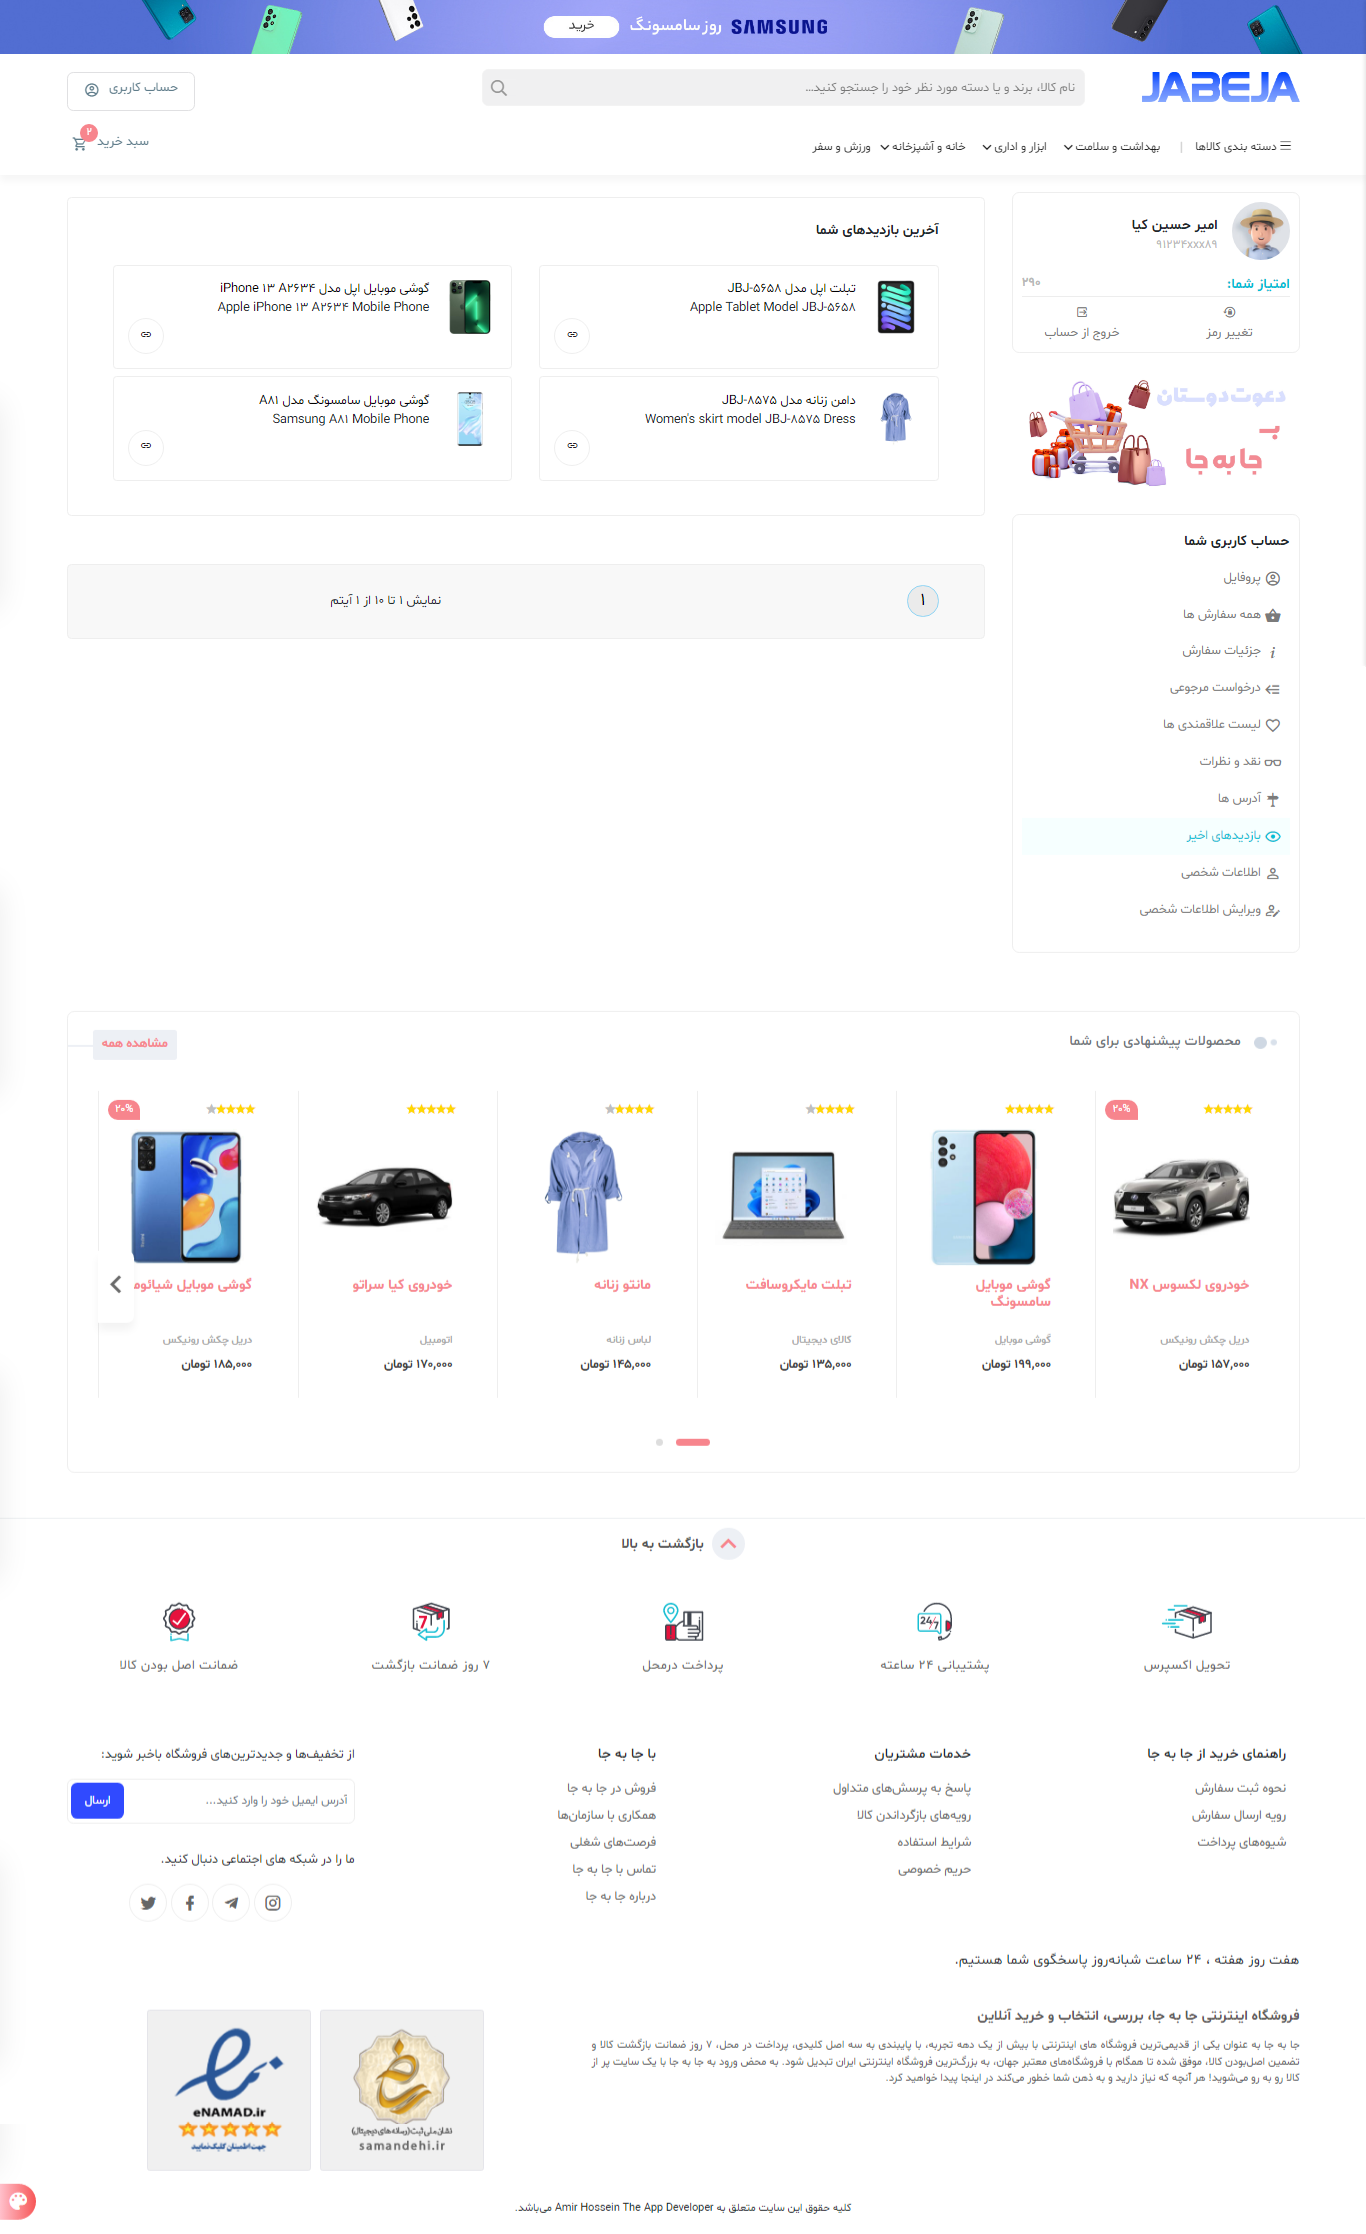 SAMSUNG روز سامسونگ خرید
JABEJA
نام کالا، برند و یا دسته مورد نظر خود را جستجو کنید...
حساب کاربری
دسته بندی کالاها | بهداشت و سلامت ابزار و اداری خانه و آشپزخانه ورزش و سفر
سبد خرید ۲
امیر حسین کیا
۹۱۲۳۴xxx۸۹
امتیاز شما: ۲۹۰
تغییر رمز
خروج از حساب
دعوت دوستان
بـ
جا به جا
حساب کاربری شما
پروفایل
همه سفارش ها
جزئیات سفارش
درخواست مرجوعی
لیست علاقمندی ها
نقد و نظرات
آدرس ها
بازدیدهای اخیر
اطلاعات شخصی
ویرایش اطلاعات شخصی
آخرین بازدیدهای شما
تبلت اپل مدل JBJ-۵۶۵۸
Apple Tablet Model JBJ-۵۶۵۸
گوشی موبایل اپل مدل iPhone ۱۳ A۲۶۳۴
Apple iPhone ۱۳ A۲۶۳۴ Mobile Phone
دامن زنانه مدل JBJ-۸۵۷۵
Women's skirt model JBJ-۸۵۷۵ Dress
گوشی موبایل سامسونگ مدل A۸۱
Samsung A۸۱ Mobile Phone
۱
نمایش ۱ تا ۱۰ از ۱ آیتم
محصولات پیشنهادی برای شما
مشاهده همه
۲۰%
خودروی لکسوس NX
دریل چکش رونیکس
۱۵۷,۰۰۰ تومان
گوشی موبایل
سامسونگ
گوشی موبایل
۱۹۹,۰۰۰ تومان
تبلت مایکروسافت
کالای دیجیتال
۱۳۵,۰۰۰ تومان
مانتو زنانه
لباس زنانه
۱۴۵,۰۰۰ تومان
خودروی کیا سراتو
اتومبیل
۱۷۰,۰۰۰ تومان
۲۰%
گوشی موبایل شیائوم
دریل چکش رونیکس
۱۸۵,۰۰۰ تومان
بازگشت به بالا
24/7
7
تحویل اکسپرس
پشتیبانی ۲۴ ساعته
پرداخت درمحل
۷ روز ضمانت بازگشت
ضمانت اصل بودن کالا
راهنمای خرید از جا به جا
نحوه ثبت سفارش
رویه ارسال سفارش
شیوه‌های پرداخت
خدمات مشتریان
پاسخ به پرسش‌های متداول
رویه‌های بازگرداندن کالا
شرایط استفاده
حریم خصوصی
با جا به جا
فروش در جا به جا
همکاری با سازمان‌ها
فرصت‌های شغلی
تماس با جا به جا
درباره جا به جا
از تخفیف‌ها و جدیدترین‌های فروشگاه باخبر شوید:
آدرس ایمیل خود را وارد کنید...
ارسال
ما را در شبکه های اجتماعی دنبال کنید.
هفت روز هفته ، ۲۴ ساعت شبانه‌روز پاسخگوی شما هستیم.
فروشگاه اینترنتی جا به جا، بررسی، انتخاب و خرید آنلاین
جا به جا به عنوان یکی از قدیمی‌ترین فروشگاه های اینترنتی با بیش از یک دهه تجربه، با پایبندی به سه اصل کلیدی، پرداخت در محل، ۷ روز ضمانت بازگشت کالا و
تضمین اصل‌بودن کالا، موفق شده تا همگام با فروشگاه‌های معتبر جهان، به بزرگ‌ترین فروشگاه اینترنتی ایران تبدیل شود. به محض ورود به جا به جا با یک سایت پر از
کالا رو به رو می‌شوید! هر آنچه که نیاز دارید و به ذهن شما خطور می‌کند در اینجا پیدا خواهید کرد.
نشان ملی ثبت (رسانه های دیجیتال)
samandehi.ir
eNAMAD.ir
جهت اطمینان کلیک نمایید
کلیه حقوق این سایت متعلق به Amir Hossein The App Developer می‌باشد.